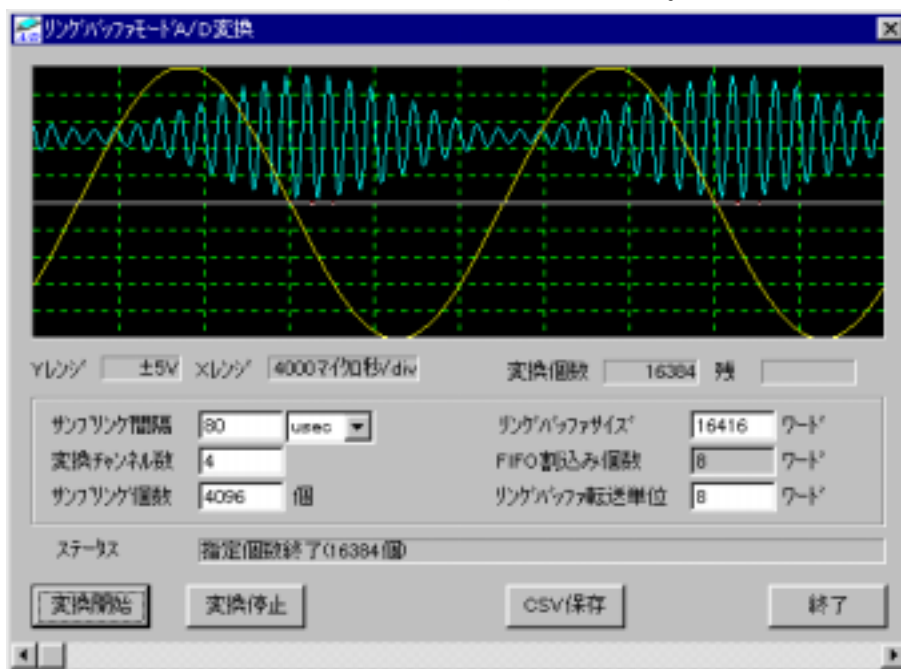 リングバッファモードA/D変換
Yレンジ ±5V Xレンジ 4000マイクロ秒/div 変換個数 16384 残
サンプリング間隔 80 usec リングバッファサイズ 16416 ワード
変換チャンネル数 4 FIFO割込み個数 8 ワード
サンプリング個数 4096 個 リングバッファ転送単位 8 ワード
ステータス 指定個数終了(16384個)
変換開始 変換停止 CSV保存 終了